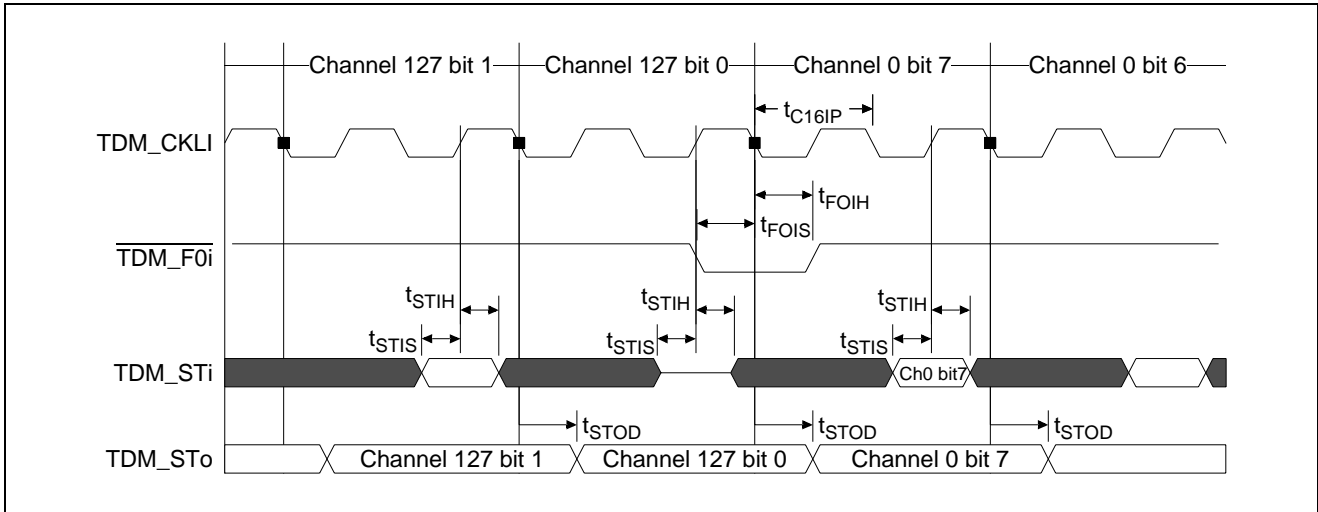 Channel 127 bit 1 Channel 127 bit 0 Channel 0 bit 7 Channel 0 bit 6
tC16IP
TDM_CKLI
tFOIH
tFOIS
TDM_F0i
tSTIH tSTIH tSTIH
tSTIS tSTIS tSTIS
TDM_STi Ch0 bit7
tSTOD tSTOD tSTOD
TDM_STo Channel 127 bit 1 Channel 127 bit 0 Channel 0 bit 7